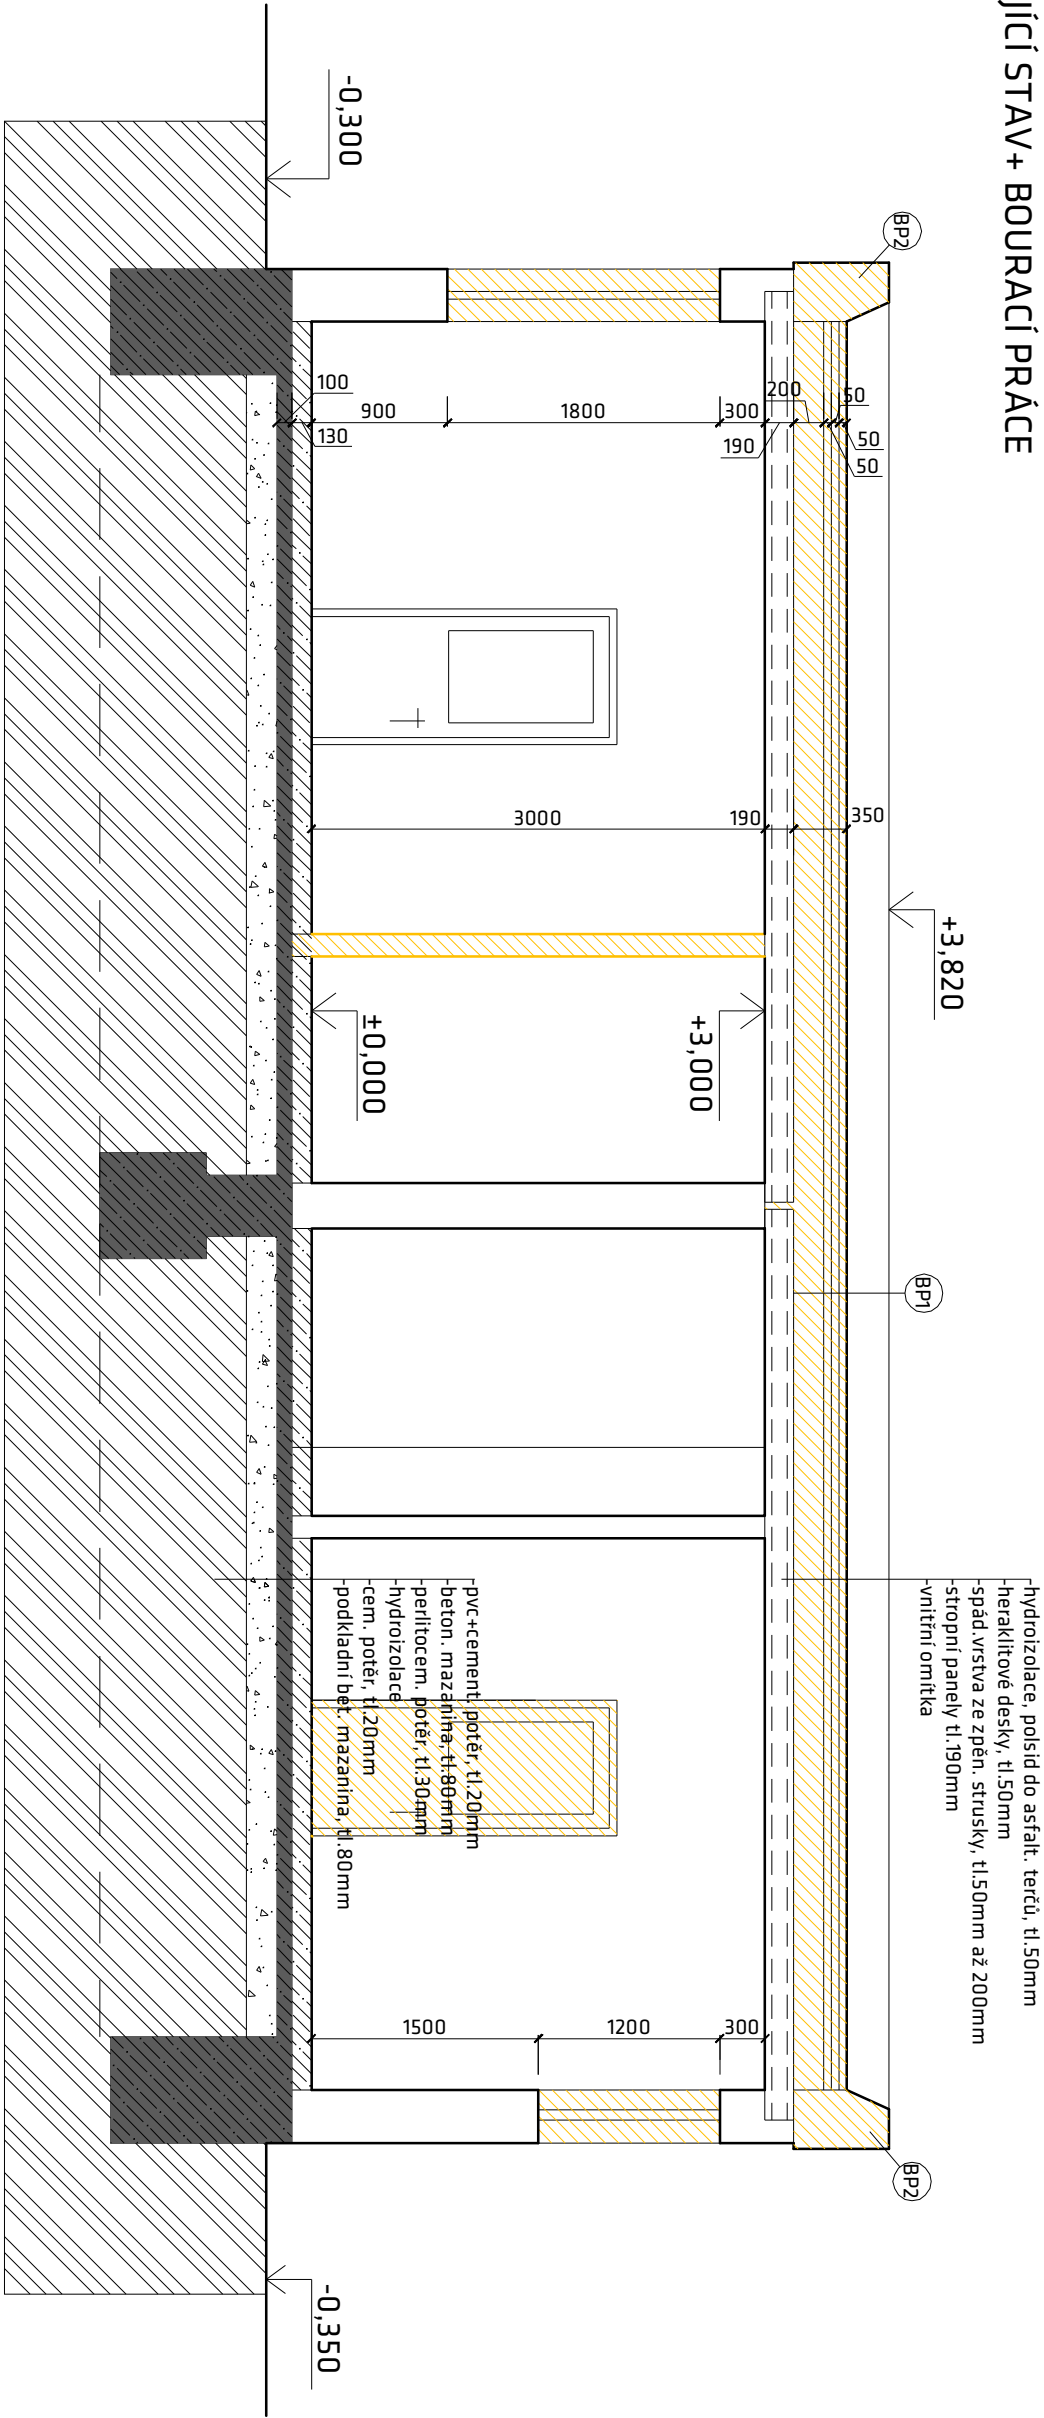 JÍCÍ STAV+ BOURACÍ PRÁCE
-0,300
BP2
100
130
900
1800
300
190
200
50
50
50
3000
190
350
+3,820
±0,000
+3,000
BP1
-hydroizolace, polsid do asfalt. terčů, tl.50mm
-heraklitové desky, tl.50mm
-spád.vrstva ze zpěn. strusky, tl.50mm až 200mm
-stropní panely tl.190mm
-vnitřní omítka
-pvc+cement. potěr, tl.20mm
-beton. mazanina, tl.80mm
-perlitocem. potěr, tl.30mm
-hydroizolace
-cem. potěr, tl.20mm
-podkladní bet. mazanina, tl.80mm
1500
1200
300
BP2
-0,350